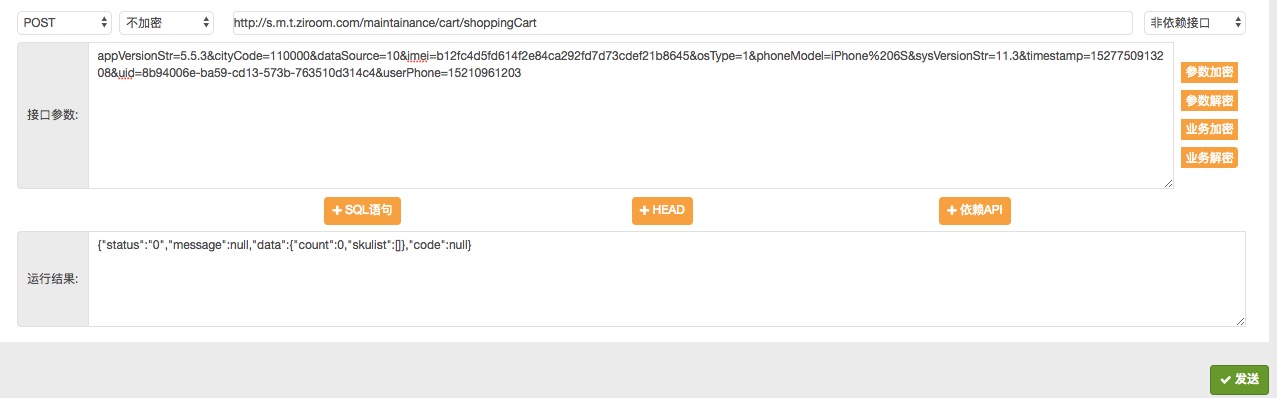 POST 不加密 http://s.m.t.ziroom.com/maintainance/cart/shoppingCart 非依赖接口
appVersionStr=5.5.3&cityCode=110000&dataSource=10&imei=b12fc4d5fd614f2e84ca292fd7d73cdef21b8645&osType=1&phoneModel=iPhone%206S&sysVersionStr=11.3&timestamp=15277509132
08&uid=8b94006e-ba59-cd13-573b-763510d314c4&userPhone=15210961203
参数加密
参数解密
接口参数:
业务加密
业务解密
SQL语句 HEAD 依赖API
{"status":"0","message":null,"data":{"count":0,"skulist":[]},"code":null}
运行结果:
发送